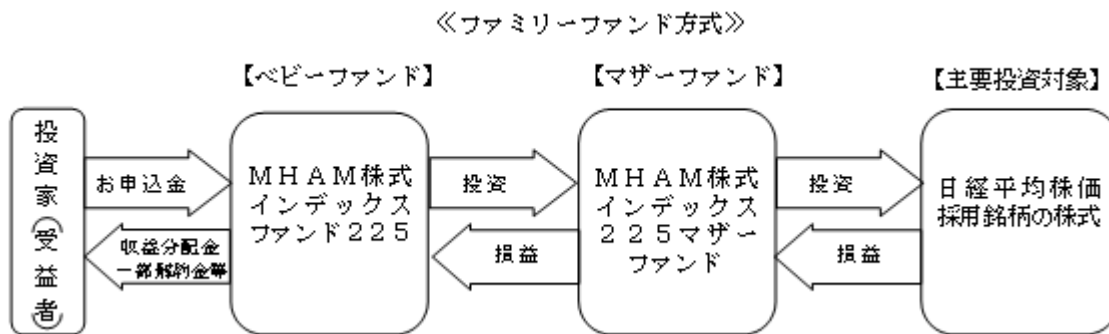 ≪ファミリーファンド方式≫
【ベビーファンド】
【マザーファンド】
【主要投資対象】
投資家(受益者)
お申込金
収益分配金
一部解約金等
MHAM株式
インデックス
ファンド225
投資
損益
MHAM株式
インデックス
225マザー
ファンド
投資
損益
日経平均株価
採用銘柄の株式